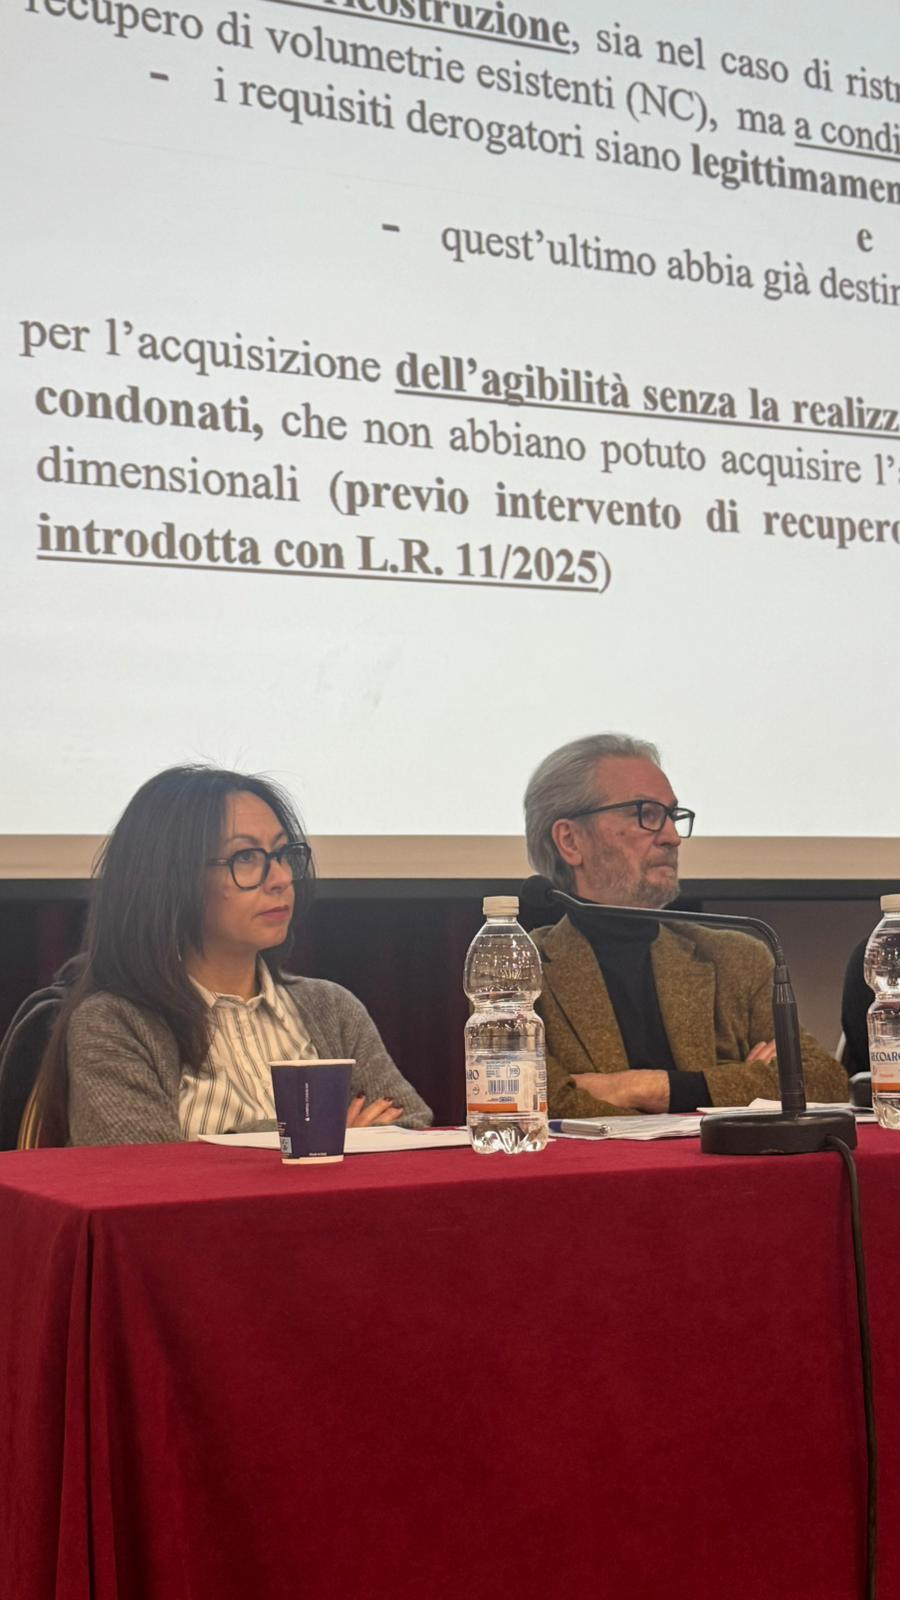 ricostruzione, sia nel caso di ristr
recupero di volumetrie esistenti (NC), ma a condi
- i requisiti derogatori siano legittimamen
e
- quest’ultimo abbia già destin
per l’acquisizione dell’agibilità senza la realizz
condonati, che non abbiano potuto acquisire l’
dimensionali (previo intervento di recupero
introdotta con L.R. 11/2025)